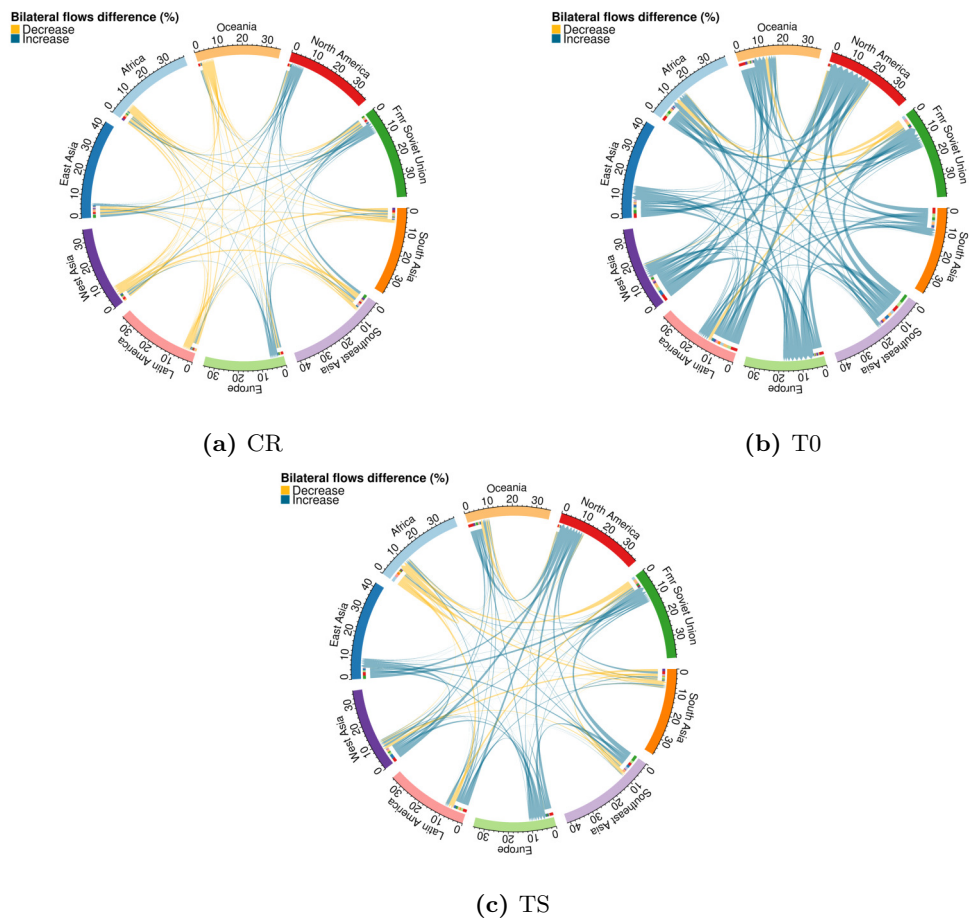 Bilateral flows difference (%)
Decrease
Increase
Oceania
0 10 20 30
North America
0 10 20 30
Fmr Soviet Union
0 10 20 30
South Asia
0 10 20 30
Southeast Asia
0 10 20 30 40
Europe
0 10 20 30
Latin America
0 10 20 30
West Asia
0 10 20 30
East Asia
0 10 20 30 40
Africa
0 10 20 30
(a) CR
Bilateral flows difference (%)
Decrease
Increase
Oceania
0 10 20 30
North America
0 10 20 30
Fmr Soviet Union
0 10 20 30
South Asia
0 10 20 30
Southeast Asia
0 10 20 30 40
Europe
0 10 20 30
Latin America
0 10 20 30
West Asia
0 10 20 30
East Asia
0 10 20 30 40
Africa
0 10 20 30
(b) T0
Bilateral flows difference (%)
Decrease
Increase
Oceania
0 10 20 30
North America
0 10 20 30
Fmr Soviet Union
0 10 20 30
South Asia
0 10 20 30
Southeast Asia
0 10 20 30 40
Europe
0 10 20 30
Latin America
0 10 20 30
West Asia
0 10 20 30
East Asia
0 10 20 30 40
Africa
0 10 20 30
(c) TS